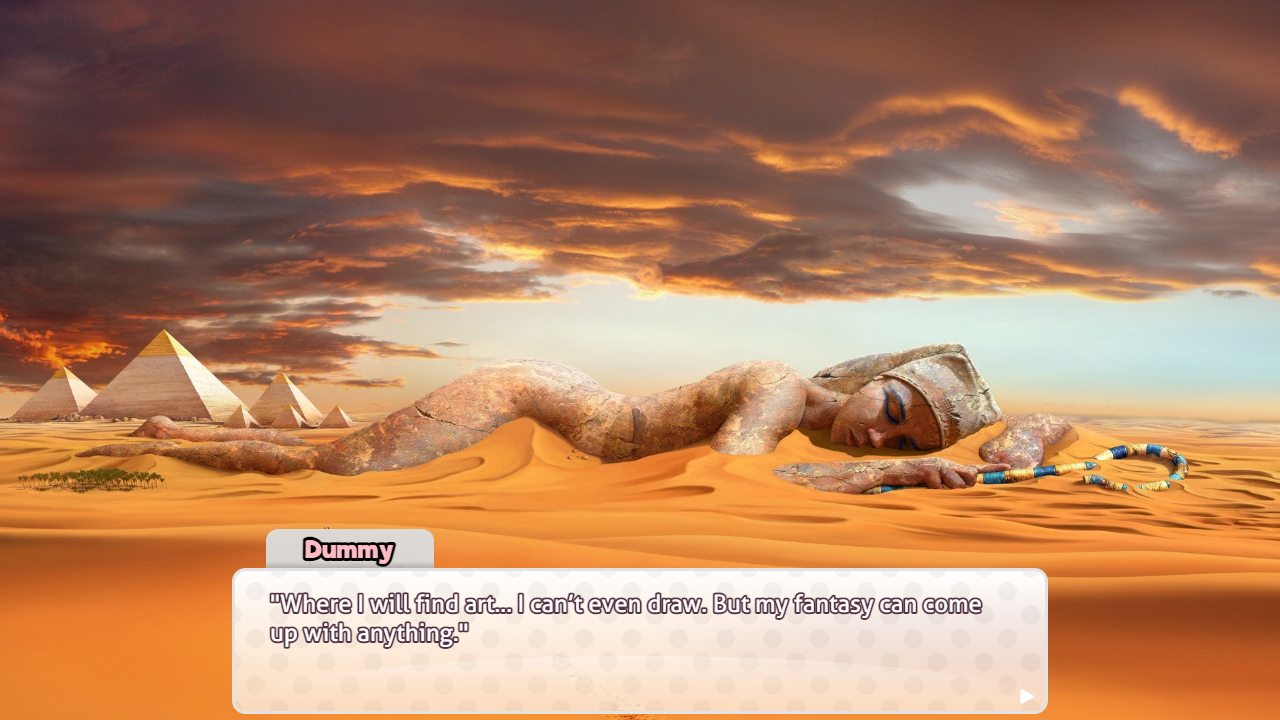 Dummy
"Where I will find art... I can't even draw. But my fantasy can come
up with anything."